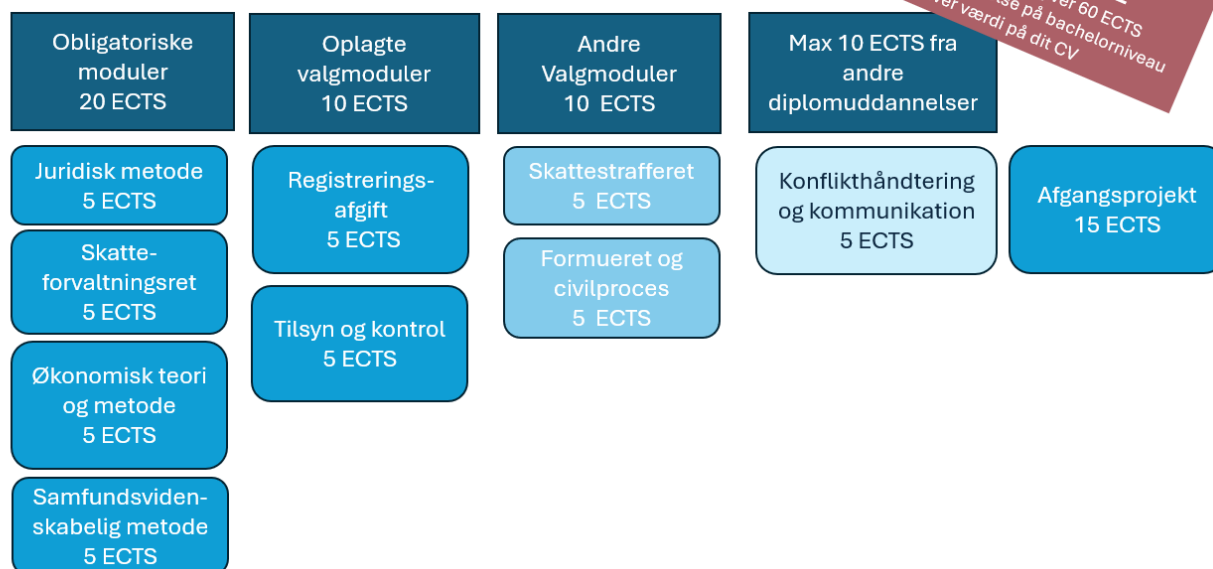 Obligatoriske
moduler
20 ECTS
Juridisk metode
5 ECTS
Skatte-
forvaltningsret
5 ECTS
Økonomisk teori
og metode
5 ECTS
Samfundsviden-
skabelig metode
5 ECTS
Oplagte
valgmoduler
10 ECTS
Registrerings-
afgift
5 ECTS
Tilsyn og kontrol
5 ECTS
Andre
Valgmoduler
10 ECTS
Skattestrafferet
5 ECTS
Formueret og
civilproces
5 ECTS
Max 10 ECTS fra
andre
diplomuddannelser
Konflikthåndtering
og kommunikation
5 ECTS
Afgangsprojekt
15 ECTS
60 ECTS
på bachelorniveau
værdi på dit CV